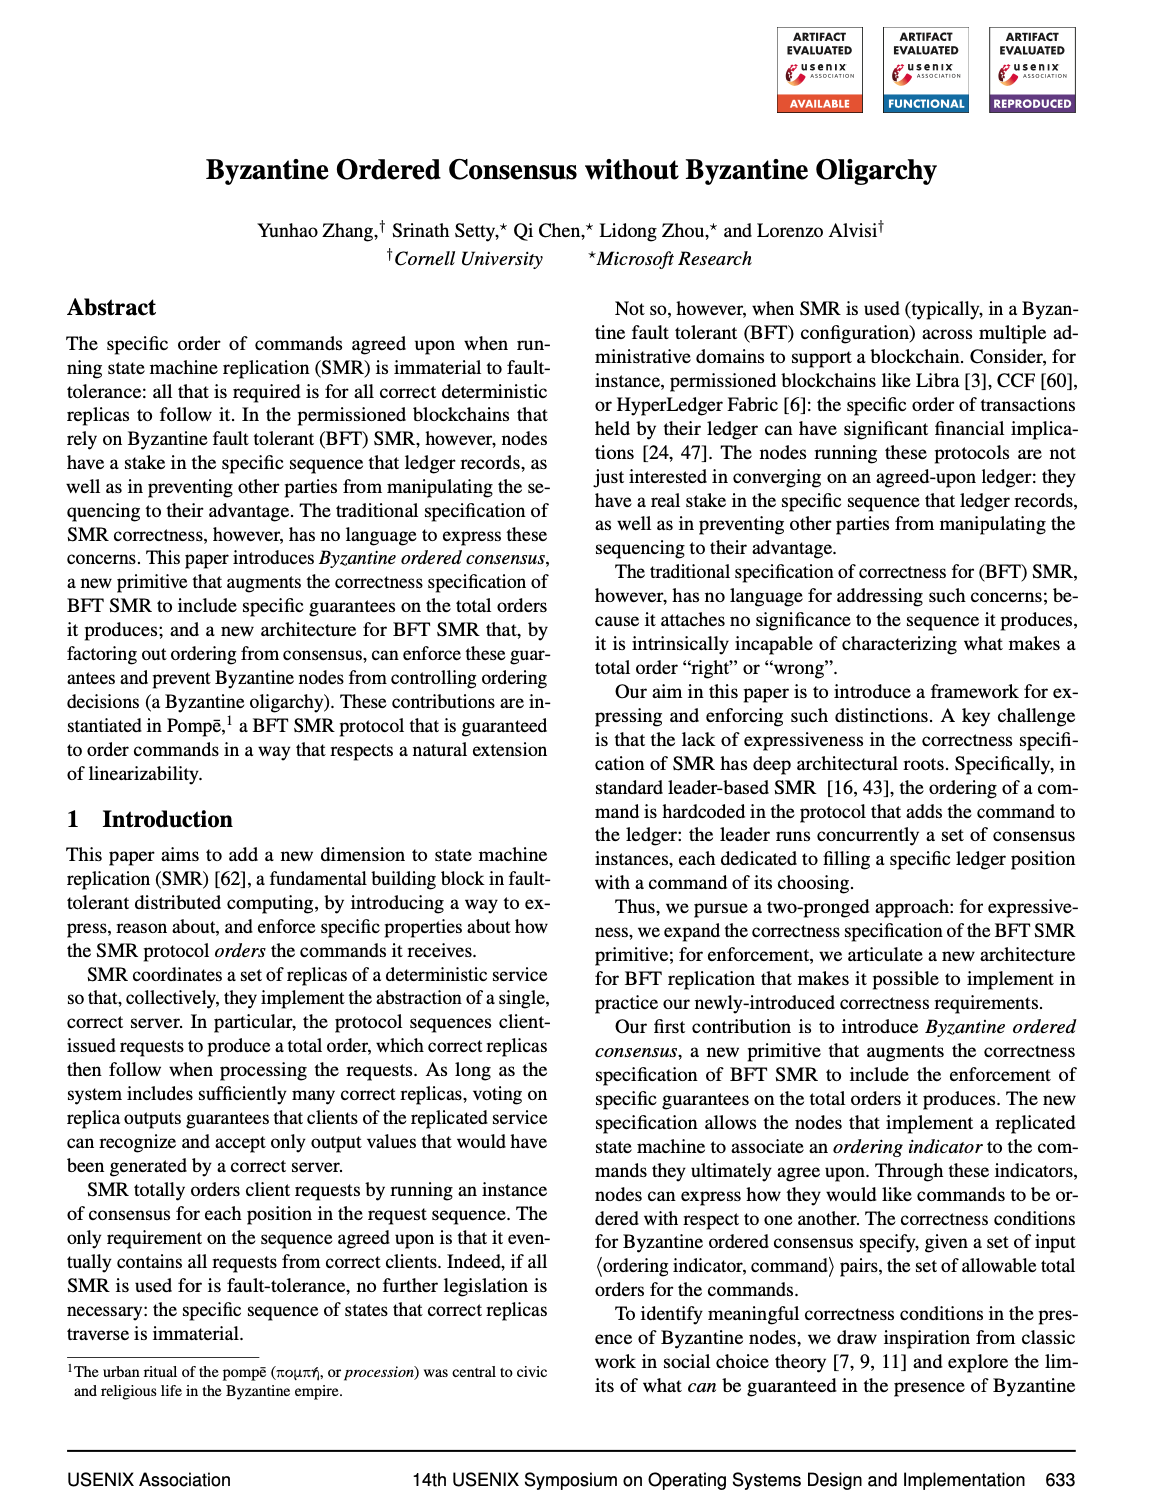 ARTIFACT
EVALUATED
usenix
ASSOCIATION
AVAILABLE
ARTIFACT
EVALUATED
usenix
ASSOCIATION
FUNCTIONAL
ARTIFACT
EVALUATED
usenix
ASSOCIATION
REPRODUCED
Byzantine Ordered Consensus without Byzantine Oligarchy
Yunhao Zhang,† Srinath Setty,⋆ Qi Chen,⋆ Lidong Zhou,⋆ and Lorenzo Alvisi†
†Cornell University ⋆Microsoft Research
Abstract
The specific order of commands agreed upon when run-
ning state machine replication (SMR) is immaterial to fault-
tolerance: all that is required is for all correct deterministic
replicas to follow it. In the permissioned blockchains that
rely on Byzantine fault tolerant (BFT) SMR, however, nodes
have a stake in the specific sequence that ledger records, as
well as in preventing other parties from manipulating the se-
quencing to their advantage. The traditional specification of
SMR correctness, however, has no language to express these
concerns. This paper introduces Byzantine ordered consensus,
a new primitive that augments the correctness specification of
BFT SMR to include specific guarantees on the total orders
it produces; and a new architecture for BFT SMR that, by
factoring out ordering from consensus, can enforce these guar-
antees and prevent Byzantine nodes from controlling ordering
decisions (a Byzantine oligarchy). These contributions are in-
stantiated in Pompē,¹ a BFT SMR protocol that is guaranteed
to order commands in a way that respects a natural extension
of linearizability.
1 Introduction
This paper aims to add a new dimension to state machine
replication (SMR) [62], a fundamental building block in fault-
tolerant distributed computing, by introducing a way to ex-
press, reason about, and enforce specific properties about how
the SMR protocol orders the commands it receives.
SMR coordinates a set of replicas of a deterministic service
so that, collectively, they implement the abstraction of a single,
correct server. In particular, the protocol sequences client-
issued requests to produce a total order, which correct replicas
then follow when processing the requests. As long as the
system includes sufficiently many correct replicas, voting on
replica outputs guarantees that clients of the replicated service
can recognize and accept only output values that would have
been generated by a correct server.
SMR totally orders client requests by running an instance
of consensus for each position in the request sequence. The
only requirement on the sequence agreed upon is that it even-
tually contains all requests from correct clients. Indeed, if all
SMR is used for is fault-tolerance, no further legislation is
necessary: the specific sequence of states that correct replicas
traverse is immaterial.
¹The urban ritual of the pompē (πομπή, or procession) was central to civic
and religious life in the Byzantine empire.
Not so, however, when SMR is used (typically, in a Byzan-
tine fault tolerant (BFT) configuration) across multiple ad-
ministrative domains to support a blockchain. Consider, for
instance, permissioned blockchains like Libra [3], CCF [60],
or HyperLedger Fabric [6]: the specific order of transactions
held by their ledger can have significant financial implica-
tions [24, 47]. The nodes running these protocols are not
just interested in converging on an agreed-upon ledger: they
have a real stake in the specific sequence that ledger records,
as well as in preventing other parties from manipulating the
sequencing to their advantage.
The traditional specification of correctness for (BFT) SMR,
however, has no language for addressing such concerns; be-
cause it attaches no significance to the sequence it produces,
it is intrinsically incapable of characterizing what makes a
total order “right” or “wrong”.
Our aim in this paper is to introduce a framework for ex-
pressing and enforcing such distinctions. A key challenge
is that the lack of expressiveness in the correctness specifi-
cation of SMR has deep architectural roots. Specifically, in
standard leader-based SMR [16, 43], the ordering of a com-
mand is hardcoded in the protocol that adds the command to
the ledger: the leader runs concurrently a set of consensus
instances, each dedicated to filling a specific ledger position
with a command of its choosing.
Thus, we pursue a two-pronged approach: for expressive-
ness, we expand the correctness specification of the BFT SMR
primitive; for enforcement, we articulate a new architecture
for BFT replication that makes it possible to implement in
practice our newly-introduced correctness requirements.
Our first contribution is to introduce Byzantine ordered
consensus, a new primitive that augments the correctness
specification of BFT SMR to include the enforcement of
specific guarantees on the total orders it produces. The new
specification allows the nodes that implement a replicated
state machine to associate an ordering indicator to the com-
mands they ultimately agree upon. Through these indicators,
nodes can express how they would like commands to be or-
dered with respect to one another. The correctness conditions
for Byzantine ordered consensus specify, given a set of input
⟨ordering indicator, command⟩ pairs, the set of allowable total
orders for the commands.
To identify meaningful correctness conditions in the pres-
ence of Byzantine nodes, we draw inspiration from classic
work in social choice theory [7, 9, 11] and explore the lim-
its of what can be guaranteed in the presence of Byzantine
USENIX Association 14th USENIX Symposium on Operating Systems Design and Implementation 633